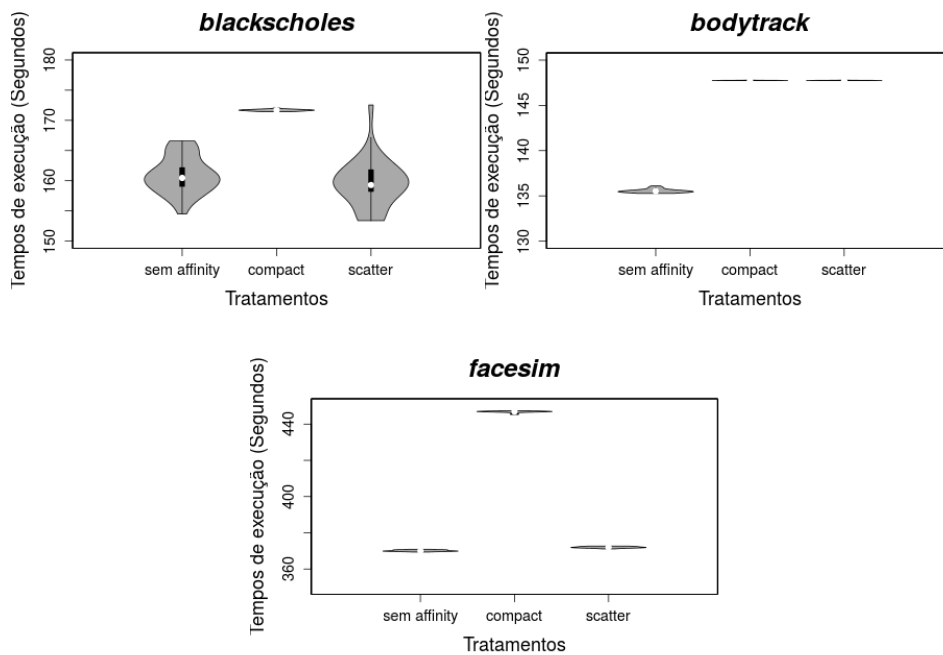 blackscholes
Tempos de execução (Segundos)
180
170
160
150
sem affinity compact scatter
Tratamentos
bodytrack
Tempos de execução (Segundos)
150
145
140
135
130
sem affinity compact scatter
Tratamentos
facesim
Tempos de execução (Segundos)
440
400
360
sem affinity compact scatter
Tratamentos